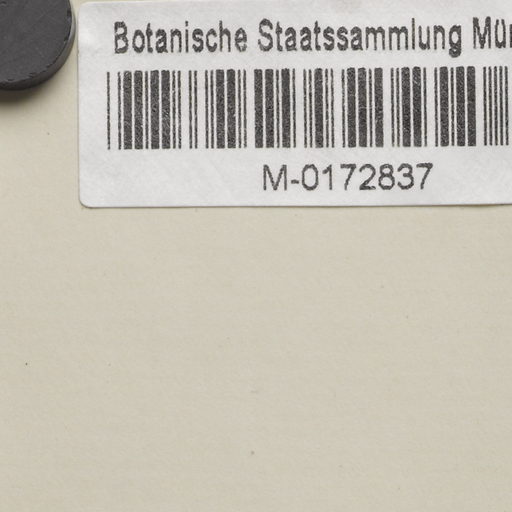 Botanische Staatssammlung Mün
M-0172837